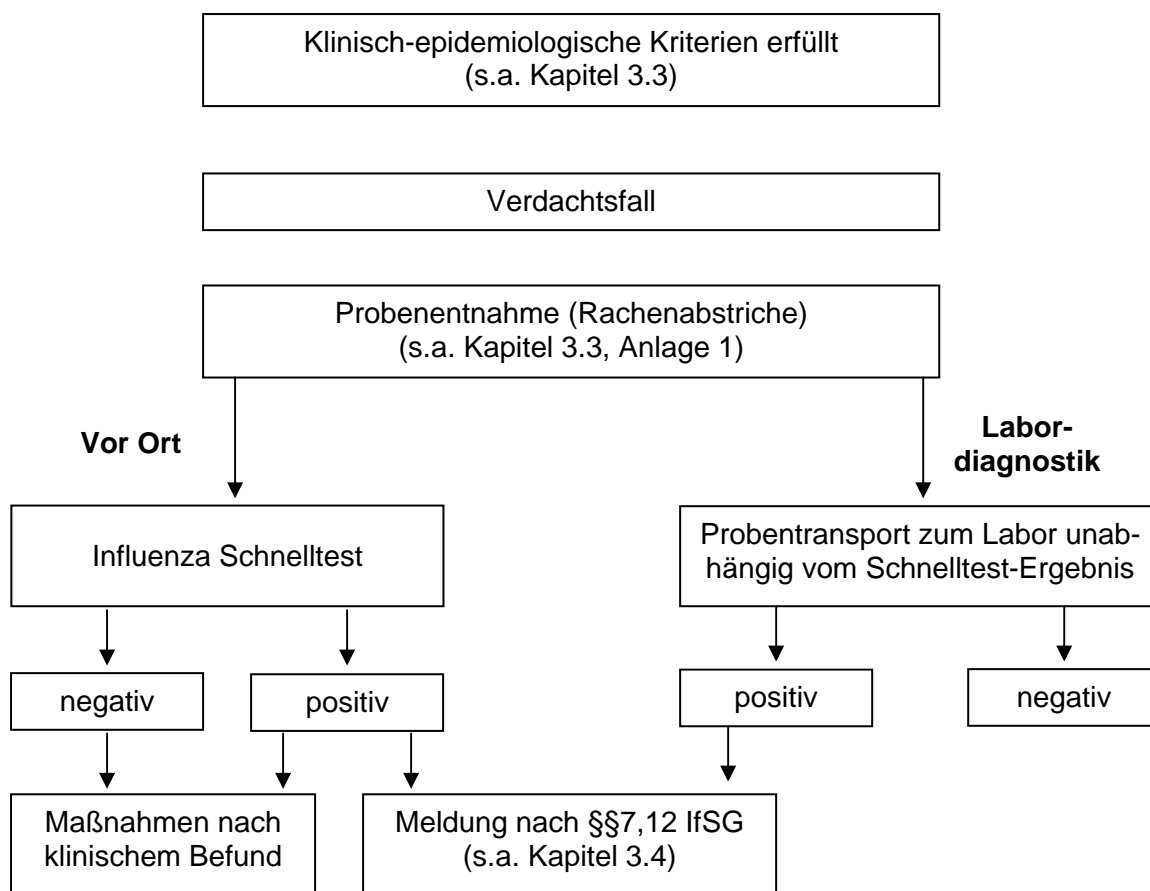 Klinisch-epidemiologische Kriterien erfüllt
(s.a. Kapitel 3.3)
Verdachtsfall
Probenentnahme (Rachenabstriche)
(s.a. Kapitel 3.3, Anlage 1)
Vor Ort
Labor-
diagnostik
Influenza Schnelltest
Probentransport zum Labor unab-
hängig vom Schnelltest-Ergebnis
negativ
positiv
positiv
negativ
Maßnahmen nach
klinischem Befund
Meldung nach §§7,12 IfSG
(s.a. Kapitel 3.4)